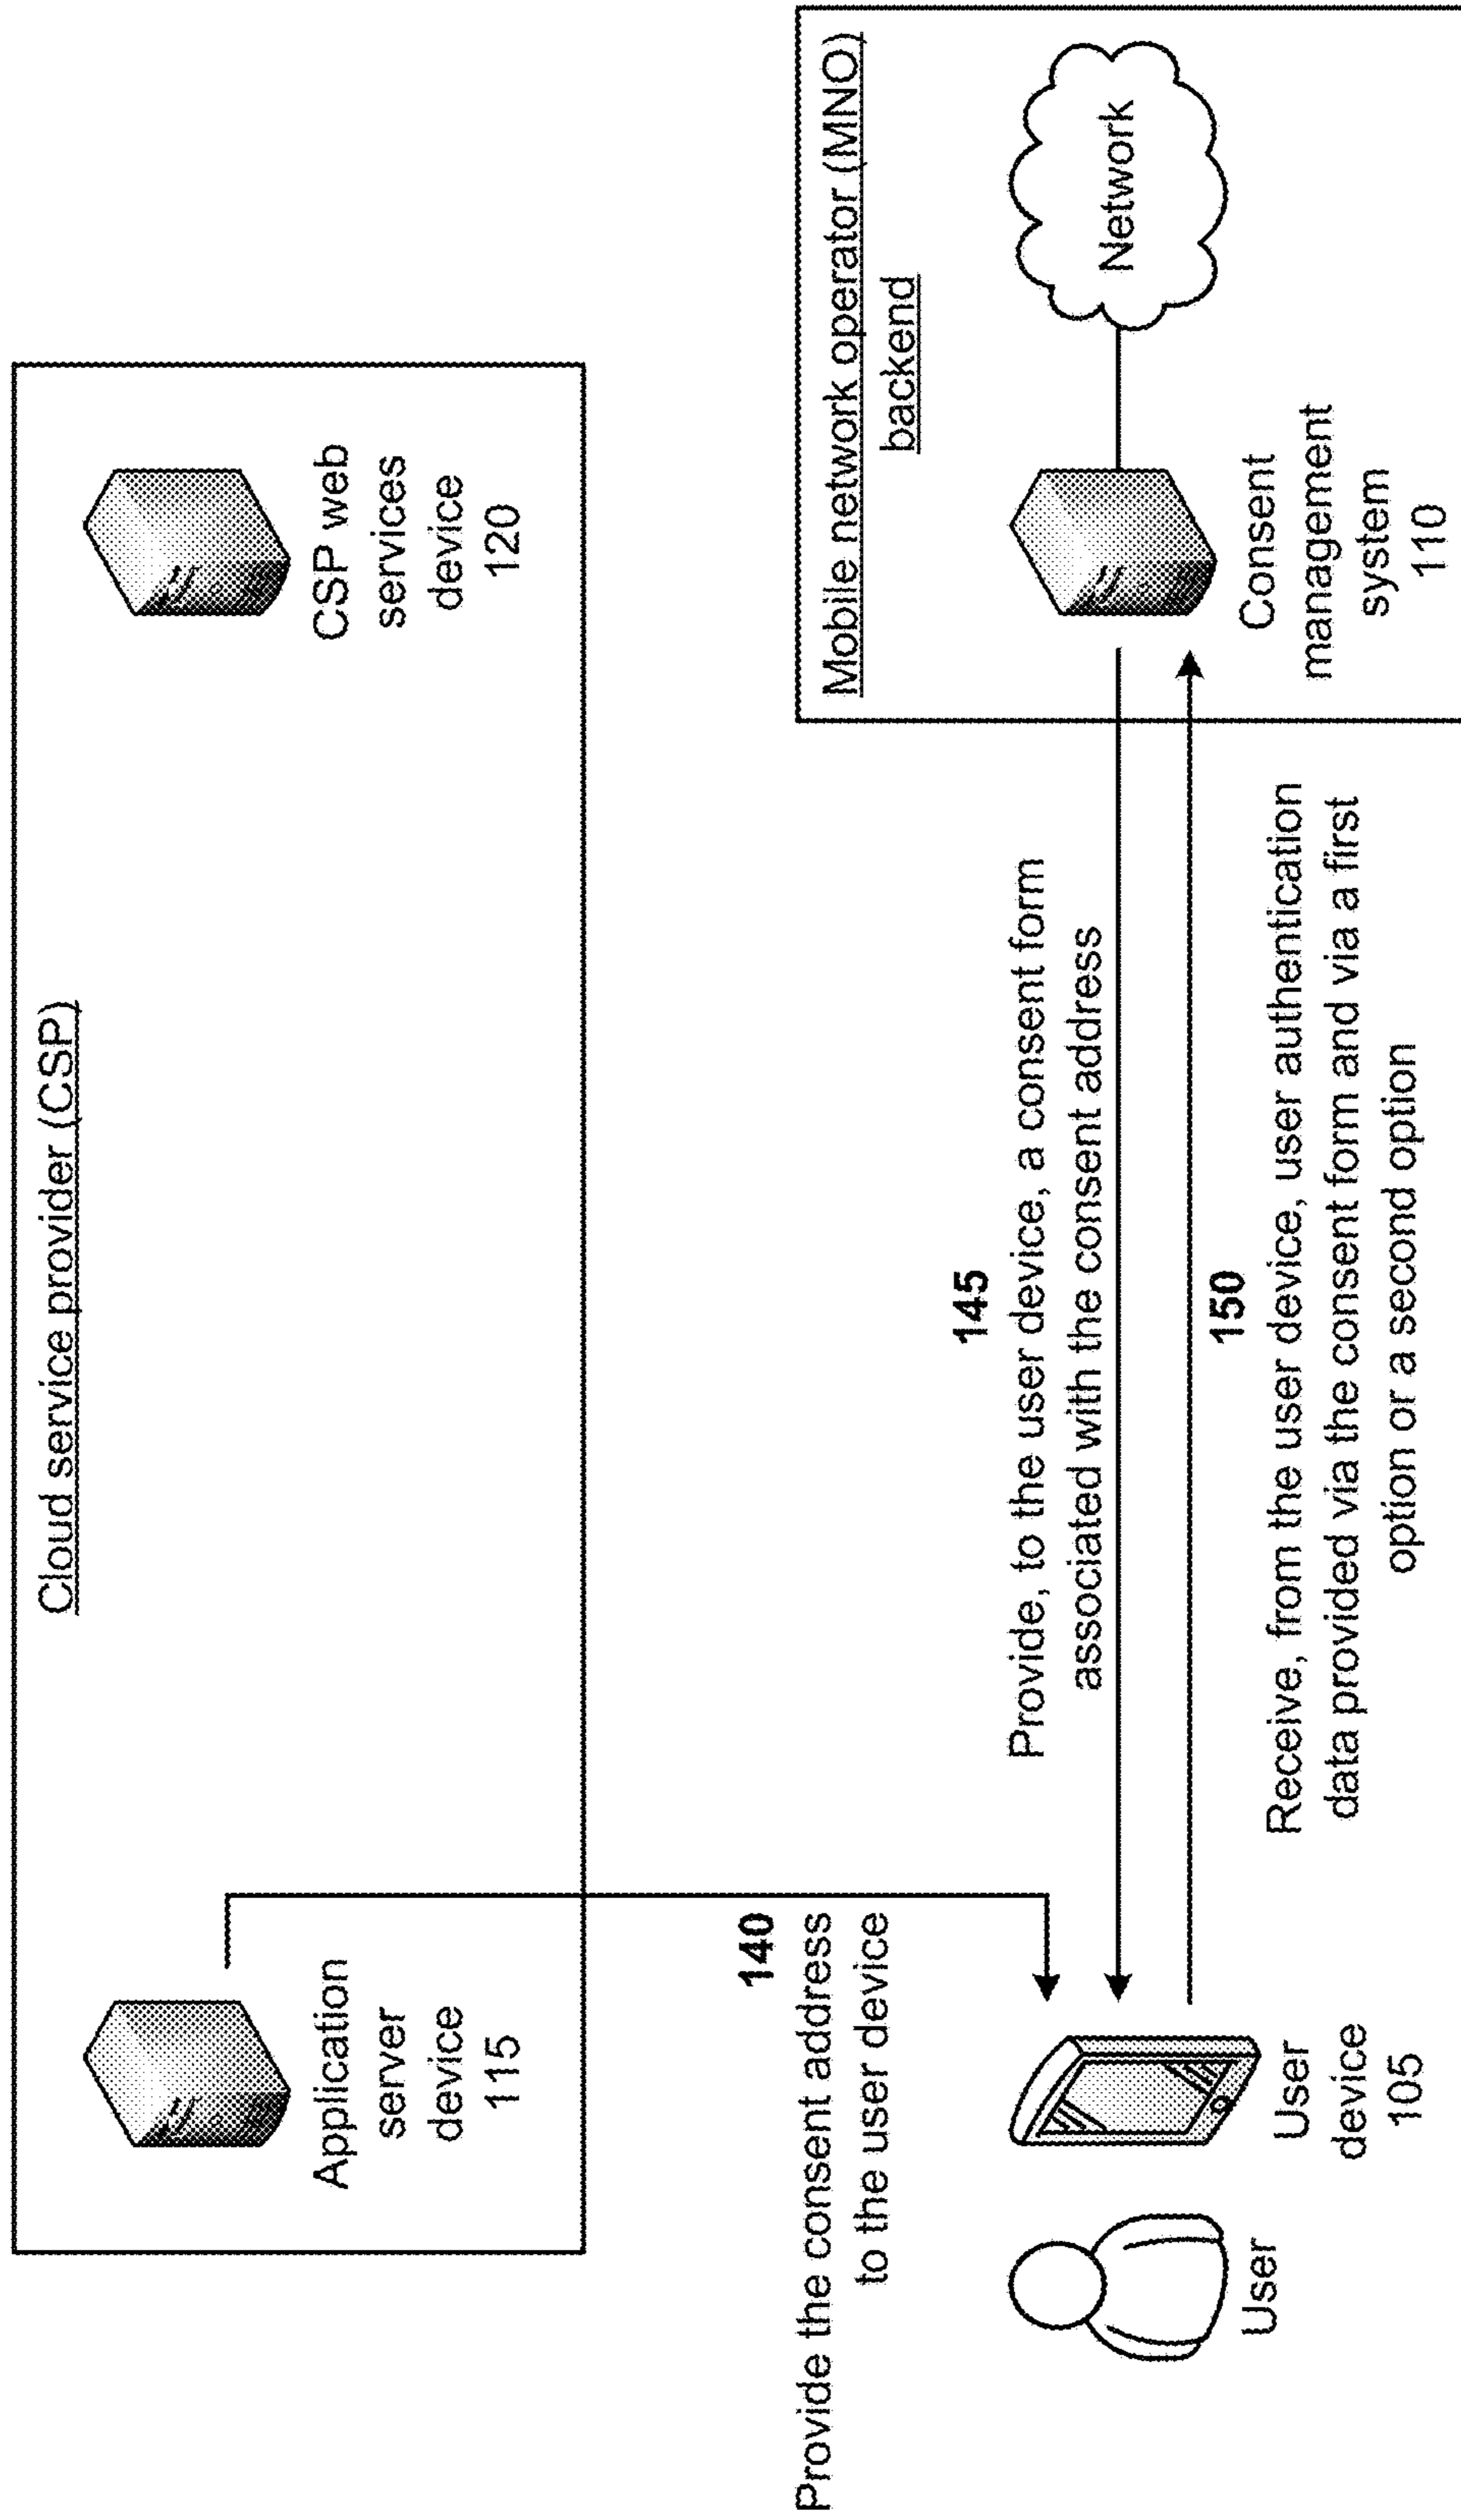 Cloud service provider (CSP)
Application
server
device
115
CSP web
services
device
120
140
Provide the consent address
to the user device
Mobile network operator (MNO)
backend
145
Provide, to the user device, a consent form
associated with the consent address
150
Receive, from the user device, user authentication
data provided via the consent form and via a first
option or a second option
User
User
device
105
Consent
management
system
110
Network